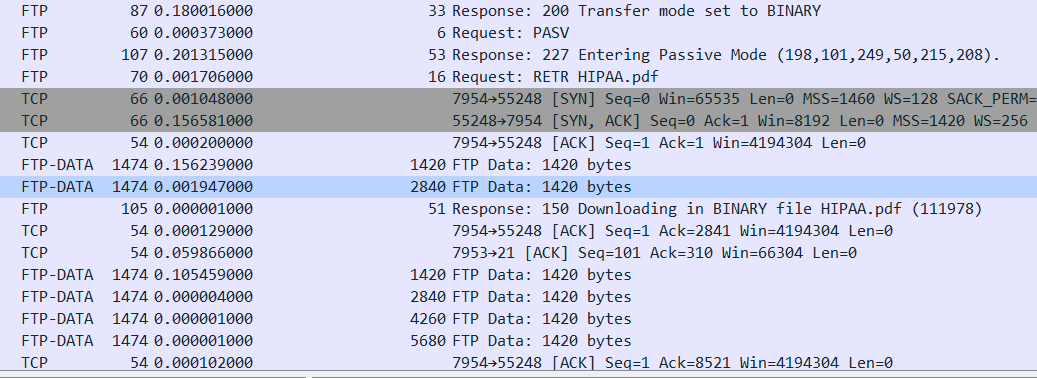 FTP 87 0.180016000 33 Response: 200 Transfer mode set to BINARY
FTP 60 0.000373000 6 Request: PASV
FTP 107 0.201315000 53 Response: 227 Entering Passive Mode (198,101,249,50,215,208).
FTP 70 0.001706000 16 Request: RETR HIPAA.pdf
TCP 66 0.001048000 7954→55248 [SYN] Seq=0 Win=65535 Len=0 MSS=1460 WS=128 SACK_PERM=
TCP 66 0.156581000 55248→7954 [SYN, ACK] Seq=0 Ack=1 Win=8192 Len=0 MSS=1420 WS=256
TCP 54 0.000200000 7954→55248 [ACK] Seq=1 Ack=1 Win=4194304 Len=0
FTP-DATA 1474 0.156239000 1420 FTP Data: 1420 bytes
FTP-DATA 1474 0.001947000 2840 FTP Data: 1420 bytes
FTP 105 0.000001000 51 Response: 150 Downloading in BINARY file HIPAA.pdf (111978)
TCP 54 0.000129000 7954→55248 [ACK] Seq=1 Ack=2841 Win=4194304 Len=0
TCP 54 0.059866000 7953→21 [ACK] Seq=101 Ack=310 Win=66304 Len=0
FTP-DATA 1474 0.105459000 1420 FTP Data: 1420 bytes
FTP-DATA 1474 0.000004000 2840 FTP Data: 1420 bytes
FTP-DATA 1474 0.000001000 4260 FTP Data: 1420 bytes
FTP-DATA 1474 0.000001000 5680 FTP Data: 1420 bytes
TCP 54 0.000102000 7954→55248 [ACK] Seq=1 Ack=8521 Win=4194304 Len=0